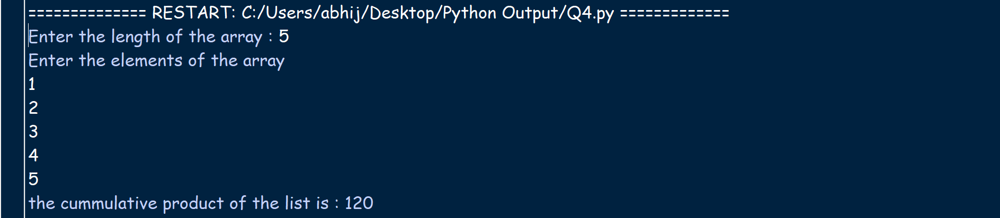 ============== RESTART: C:/Users/abhij/Desktop/Python Output/Q4.py =============
Enter the length of the array : 5
Enter the elements of the array
1
2
3
4
5
the cummulative product of the list is : 120